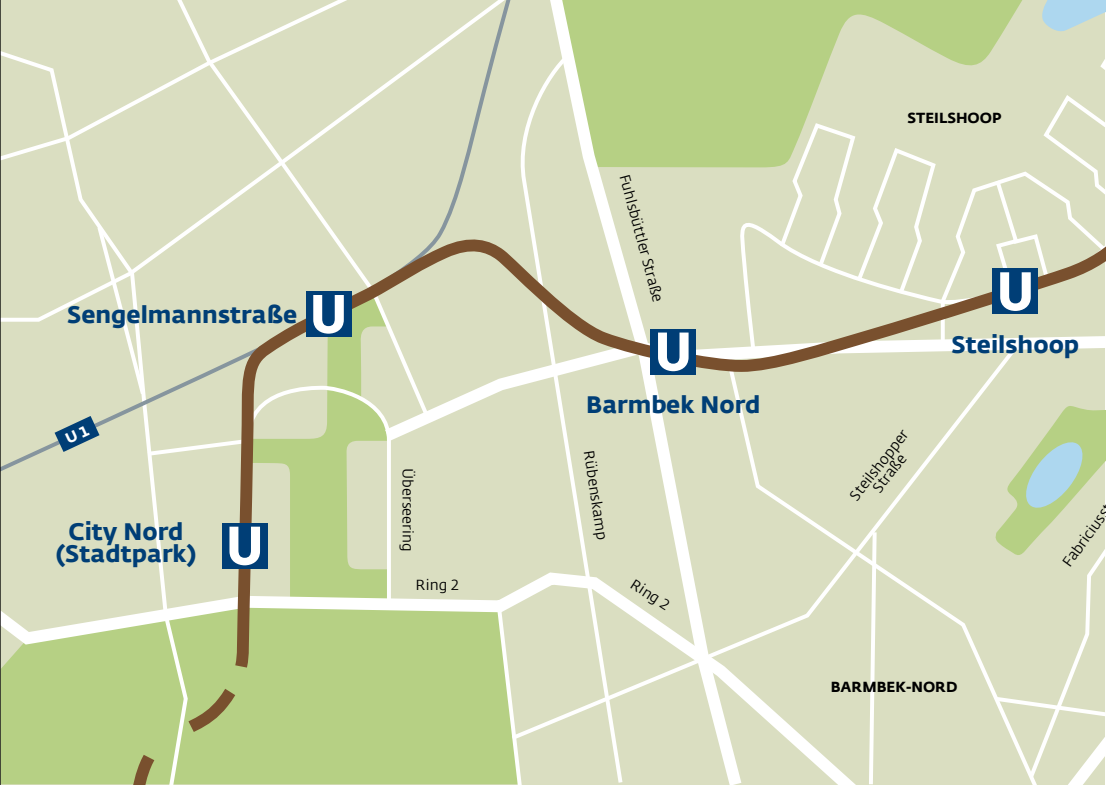 STEILSHOOP
Fuhlsbüttler Straße
U
Sengelmannstraße
U
U
Steilshoop
Barmbek Nord
U1
Überseering
Rübenskamp
Steilshopper
Straße
City Nord
(Stadtpark)
U
Fabriciusst
Ring 2
Ring 2
BARMBEK-NORD